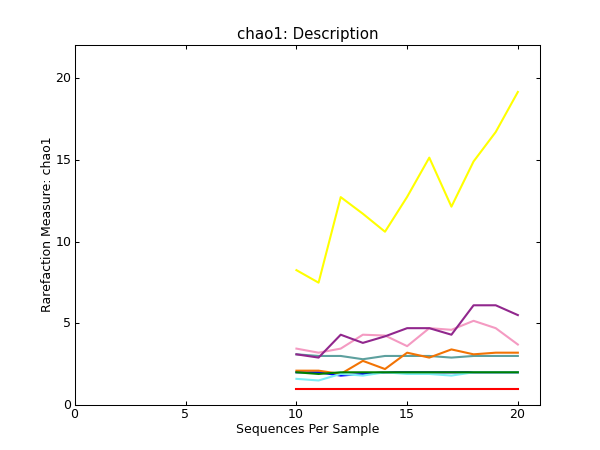 chao1: Description
Rarefaction Measure: chao1
20
15
10
5
0
0 5 10 15 20
Sequences Per Sample